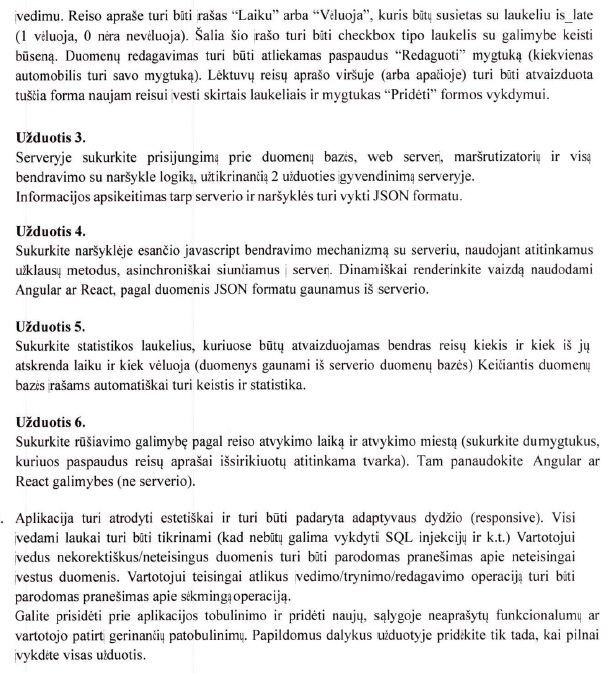 įvedimu. Reiso apraše turi būti įrašas “Laiku” arba “Vėluoja”, kuris būtų susietas su laukeliu is_late
(1 vėluoja, 0 nėra nevėluoja). Šalia šio įrašo turi būti checkbox tipo laukelis su galimybe keisti
būseną. Duomenų redagavimas turi būti atliekamas paspaudus “Redaguoti” mygtuką (kiekvienas
automobilis turi savo mygtuką). Lėktuvų reisų aprašo viršuje (arba apačioje) turi būti atvaizduota
tuščia forma naujam reisui įvesti skirtais laukeliais ir mygtukas “Pridėti” formos vykdymui.
Užduotis 3.
Serveryje sukurkite prisijungimą prie duomenų bazės, web serverį, maršrutizatorių ir visą
bendravimo su naršykle logiką, užtikrinančią 2 užduoties įgyvendinimą serveryje.
Informacijos apsikeitimas tarp serverio ir naršyklės turi vykti JSON formatu.
Užduotis 4.
Sukurkite naršyklėje esančio javascript bendravimo mechanizmą su serveriu, naudojant atitinkamus
užklausų metodus, asinchroniškai siunčiamus į serverį. Dinamiškai renderinkite vaizdą naudodami
Angular ar React, pagal duomenis JSON formatu gaunamus iš serverio.
Užduotis 5.
Sukurkite statistikos laukelius, kuriuose būtų atvaizduojamas bendras reisų kiekis ir kiek iš jų
atskrenda laiku ir kiek vėluoja (duomenys gaunami iš serverio duomenų bazės) Keičiantis duomenų
bazės įrašams automatiškai turi keistis ir statistika.
Užduotis 6.
Sukurkite rūšiavimo galimybę pagal reiso atvykimo laiką ir atvykimo miestą (sukurkite du mygtukus,
kuriuos paspaudus reisų aprašai išsirikiuotų atitinkama tvarka). Tam panaudokite Angular ar
React galimybes (ne serverio).
. Aplikacija turi atrodyti estetiškai ir turi būti padaryta adaptyvaus dydžio (responsive). Visi
įvedami laukai turi būti tikrinami (kad nebūtų galima vykdyti SQL injekcijų ir k.t.) Vartotojui
įvedus nekorektiškus/neteisingus duomenis turi būti parodomas pranešimas apie neteisingai
įvestus duomenis. Vartotojui teisingai atlikus įvedimo/trynimo/redagavimo operaciją turi būti
parodomas pranešimas apie sėkmingą operaciją.
Galite prisidėti prie aplikacijos tobulinimo ir pridėti naujų, sąlygoje neaprašytų funkcionalumų ar
vartotojo patirtį gerinančių patobulinimų. Papildomus dalykus užduotyje pridėkite tik tada, kai pilnai
įvykdėte visas užduotis.